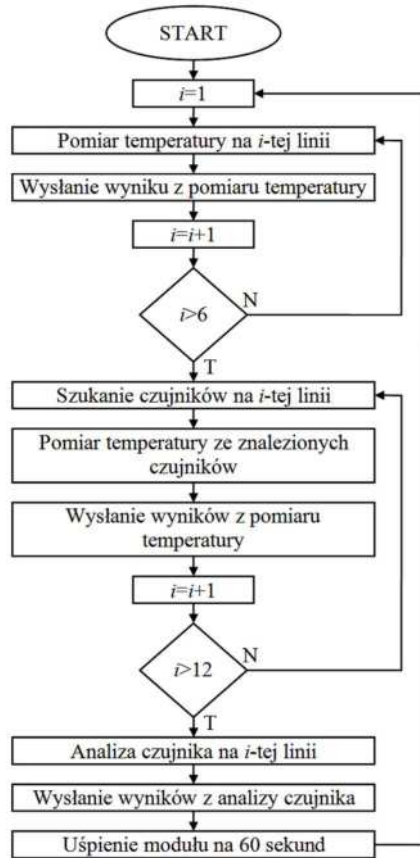 START
i=1
Pomiar temperatury na i-tej linii
Wysłanie wyniku z pomiaru temperatury
i=i+1
i>6
N
T
Szukanie czujników na i-tej linii
Pomiar temperatury ze znalezionych
czujników
Wysłanie wyników z pomiaru
temperatury
i=i+1
i>12
N
T
Analiza czujnika na i-tej linii
Wysłanie wyników z analizy czujnika
Uśpienie modułu na 60 sekund